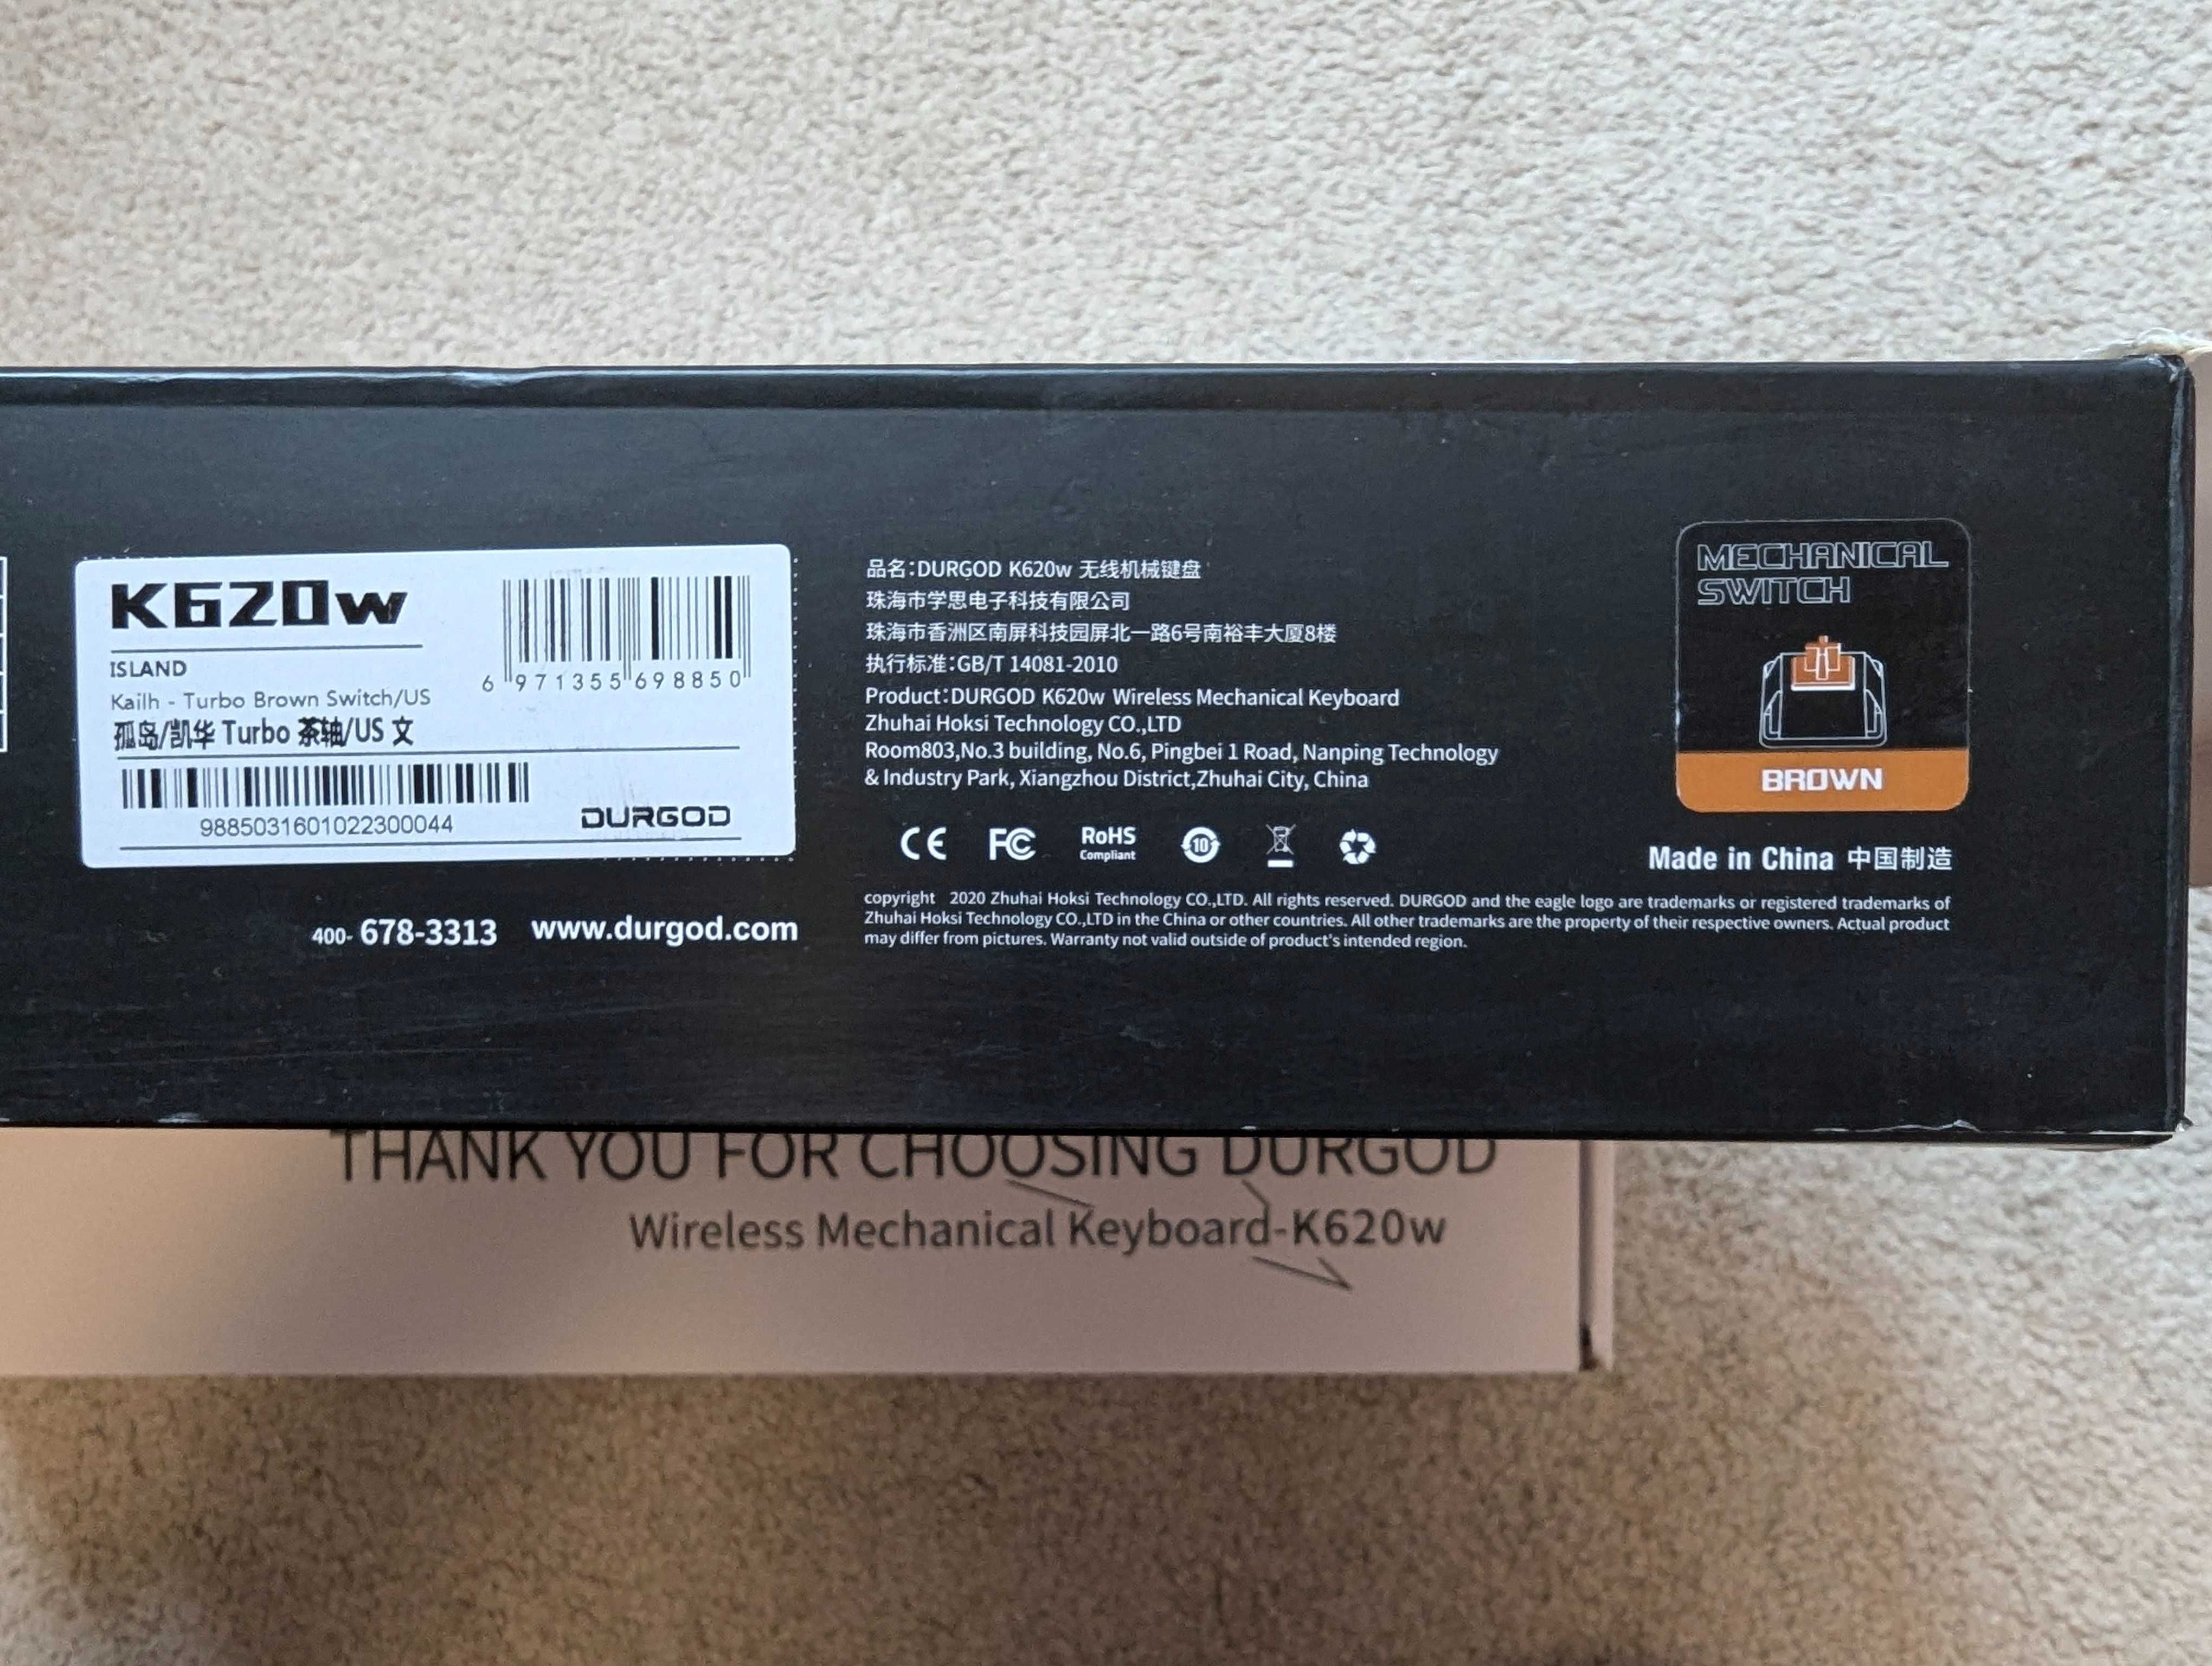 K620w
ISLAND
Kailh - Turbo Brown Switch/US
孤岛/凯华 Turbo 茶轴/US 文
6 971355 698850
9885031601022300044
DURGOD
400- 678-3313 www.durgod.com
品名:DURGOD K620w 无线机械键盘
珠海市学思电子科技有限公司
珠海市香洲区南屏科技园屏北一路6号南裕丰大厦8楼
执行标准:GB/T 14081-2010
Product:DURGOD K620w Wireless Mechanical Keyboard
Zhuhai Hoksi Technology CO.,LTD
Room803,No.3 building, No.6, Pingbei 1 Road, Nanping Technology
& Industry Park, Xiangzhou District,Zhuhai City, China
CE FC RoHS 10
Compliant
copyright 2020 Zhuhai Hoksi Technology CO.,LTD. All rights reserved. DURGOD and the eagle logo are trademarks or registered trademarks of
Zhuhai Hoksi Technology CO.,LTD in the China or other countries. All other trademarks are the property of their respective owners. Actual product
may differ from pictures. Warranty not valid outside of product's intended region.
MECHANICAL
SWITCH
BROWN
Made in China 中国制造
THANK YOU FOR CHOOSING DURGOD
Wireless Mechanical Keyboard-K620w